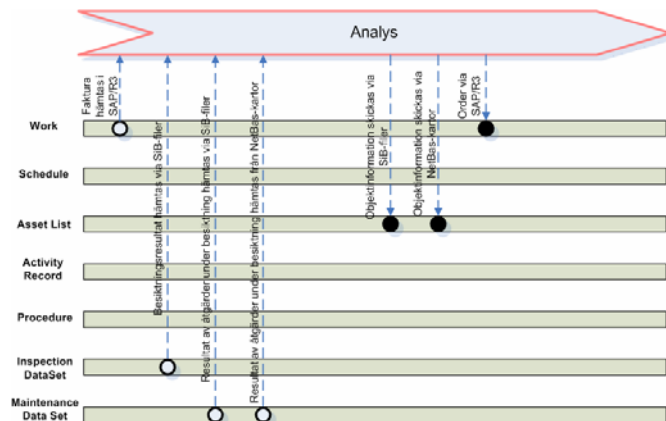 Analys
Faktura
hämtas i
SAP/R3
Besiktningsresultat hämtas via SiB-filer
Resultat av åtgärder under besiktning hämtas via SiB-filer
Resultat av åtgärder under besiktning hämtas från NetBas-kartor
Objektinformation skickas via
SiB-filer
Objektinformation skickas via
NetBas-kartor
Order via
SAP/R3
Work
Schedule
Asset List
Activity
Record
Procedure
Inspection
DataSet
Maintenance
Data Set